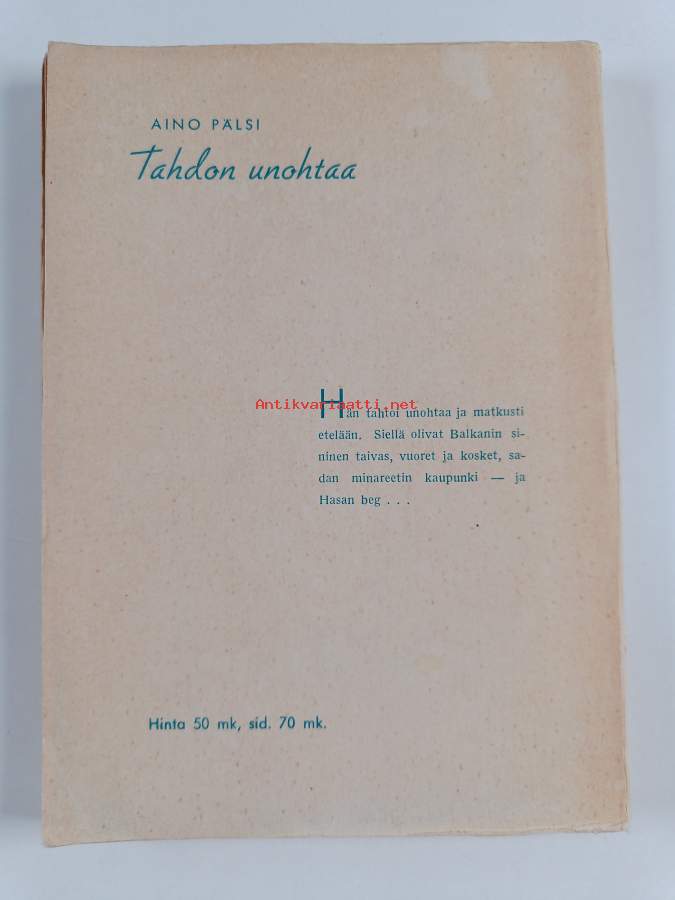 AINO PÄLSI
Tahdon unohtaa
Antikvariaatti.net
Hän tahtoi unohtaa ja matkusti
etelään. Siellä olivat Balkanin si-
ninen taivas, vuoret ja kosket, sa-
dan minareetin kaupunki — ja
Hasan beg . . .
Hinta 50 mk, sid. 70 mk.